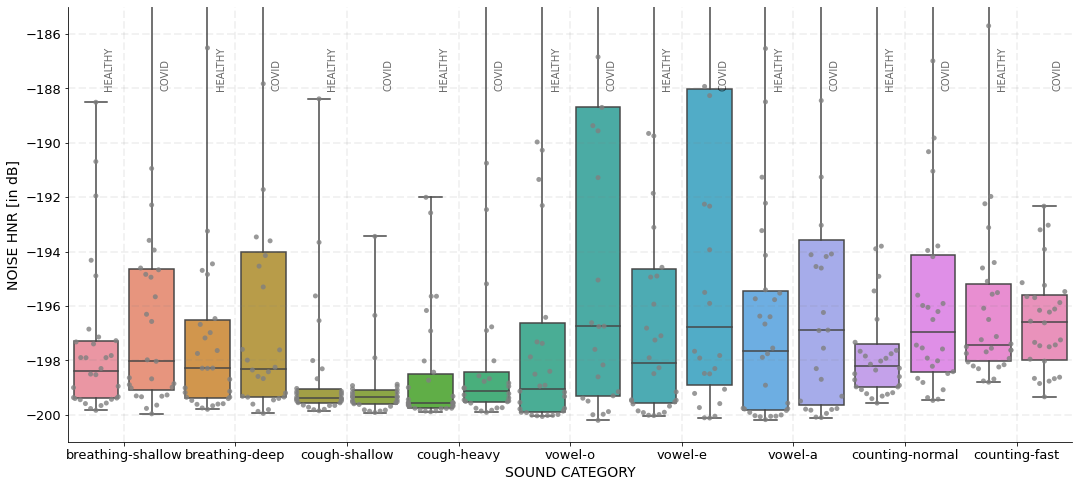 NOISE HNR [in dB]
−186
−188
−190
−192
−194
−196
−198
−200
HEALTHY COVID HEALTHY COVID HEALTHY COVID HEALTHY COVID HEALTHY COVID HEALTHY COVID HEALTHY COVID HEALTHY COVID HEALTHY COVID
breathing-shallow breathing-deep cough-shallow cough-heavy vowel-o vowel-e vowel-a counting-normal counting-fast
SOUND CATEGORY